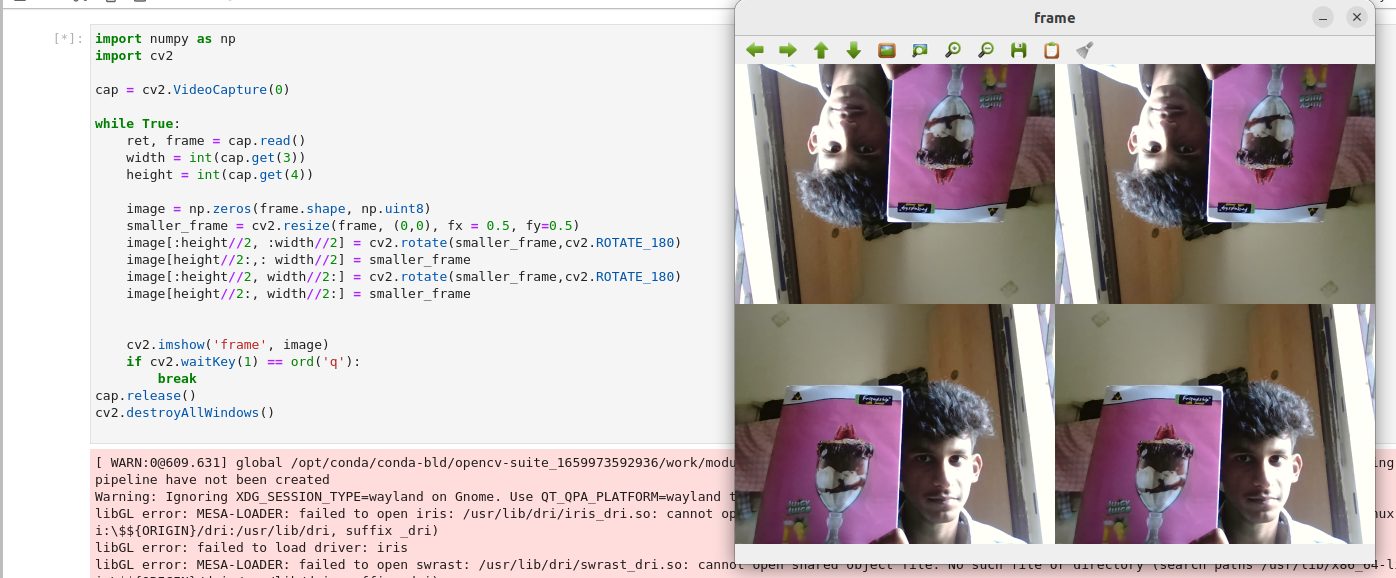 [*]:
import numpy as np
import cv2
cap = cv2.VideoCapture(0)
while True:
ret, frame = cap.read()
width = int(cap.get(3))
height = int(cap.get(4))
image = np.zeros(frame.shape, np.uint8)
smaller_frame = cv2.resize(frame, (0,0), fx = 0.5, fy=0.5)
image[:height//2, :width//2] = cv2.rotate(smaller_frame,cv2.ROTATE_180)
image[height//2:,: width//2] = smaller_frame
image[:height//2, width//2:] = cv2.rotate(smaller_frame,cv2.ROTATE_180)
image[height//2:, width//2:] = smaller_frame
cv2.imshow('frame', image)
if cv2.waitKey(1) == ord('q'):
break
cap.release()
cv2.destroyAllWindows()
[ WARN:0@609.631] global /opt/conda/conda-bld/opencv-suite_1659973592936/work/modu
pipeline have not been created
Warning: Ignoring XDG_SESSION_TYPE=wayland on Gnome. Use QT_QPA_PLATFORM=wayland t
libGL error: MESA-LOADER: failed to open iris: /usr/lib/dri/iris_dri.so: cannot op
i:\$${ORIGIN}/dri:/usr/lib/dri, suffix _dri)
libGL error: failed to load driver: iris
libGL error: MESA-LOADER: failed to open swrast: /usr/lib/dri/swrast_dri.so: cannot open shared object file: No such file or directory (search paths /usr/lib/x86_64-l
frame
JUICY
JUICY
JUICY
JUICY